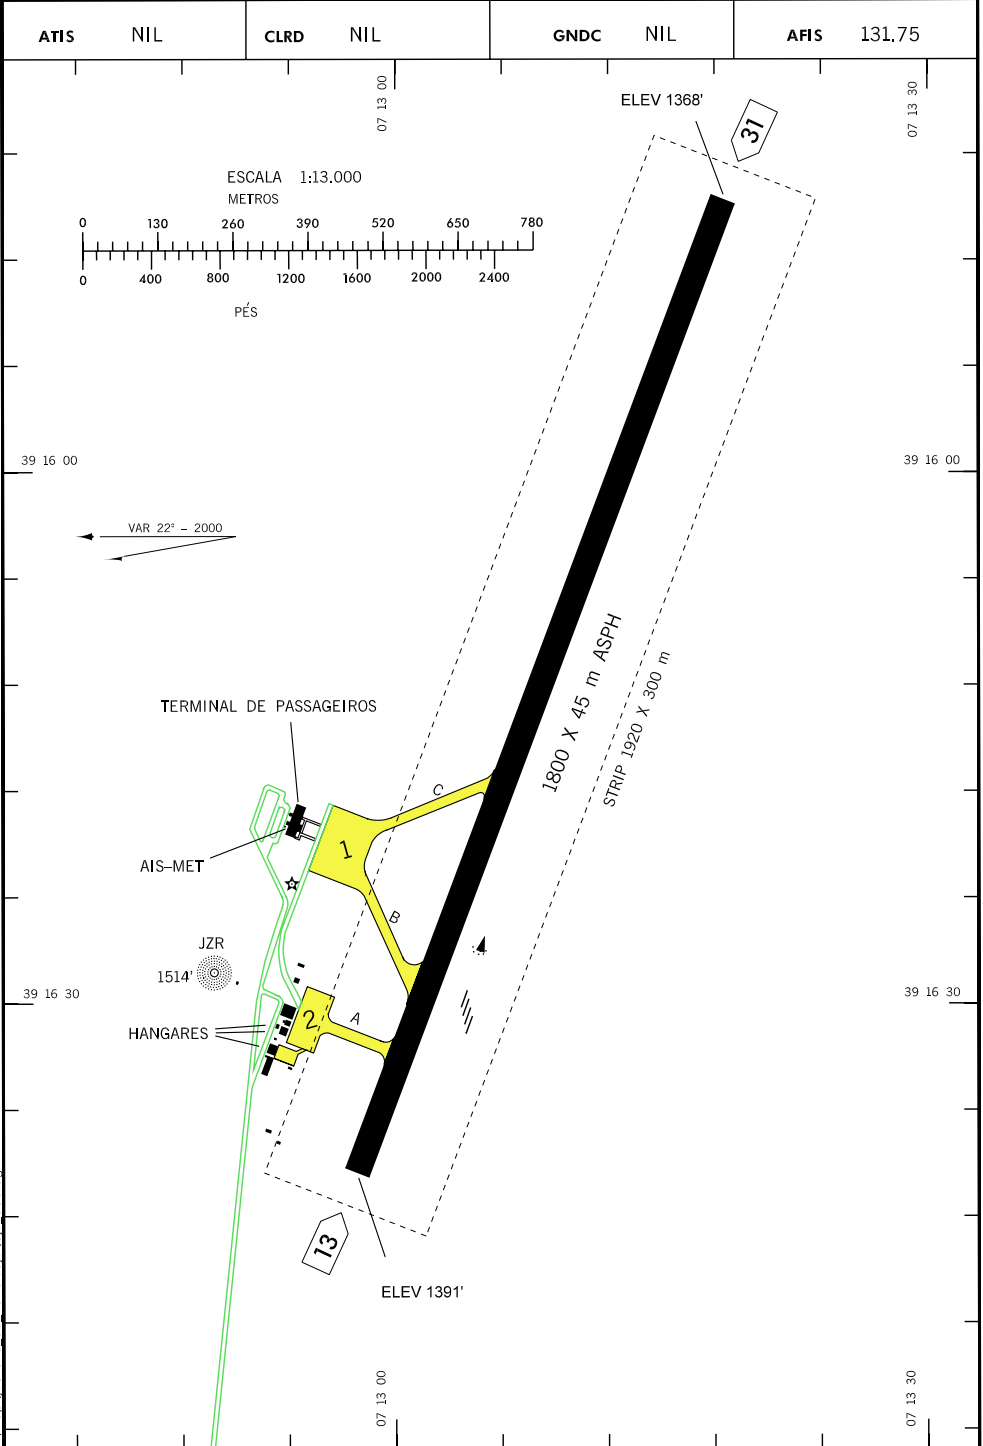 ATIS NIL CLRD NIL GNDC NIL AFIS 131.75
07 13 00
07 13 30
ELEV 1368'
31
ESCALA 1:13.000
METROS
0 130 260 390 520 650 780
0 400 800 1200 1600 2000 2400
PÉS
39 16 00
39 16 00
VAR 22° - 2000
1800 X 45 m ASPH
STRIP 1920 X 300 m
TERMINAL DE PASSAGEIROS
C
1
AIS-MET
B
JZR
1514'
39 16 30
39 16 30
2
A
HANGARES
13
ELEV 1391'
07 13 00
07 13 30